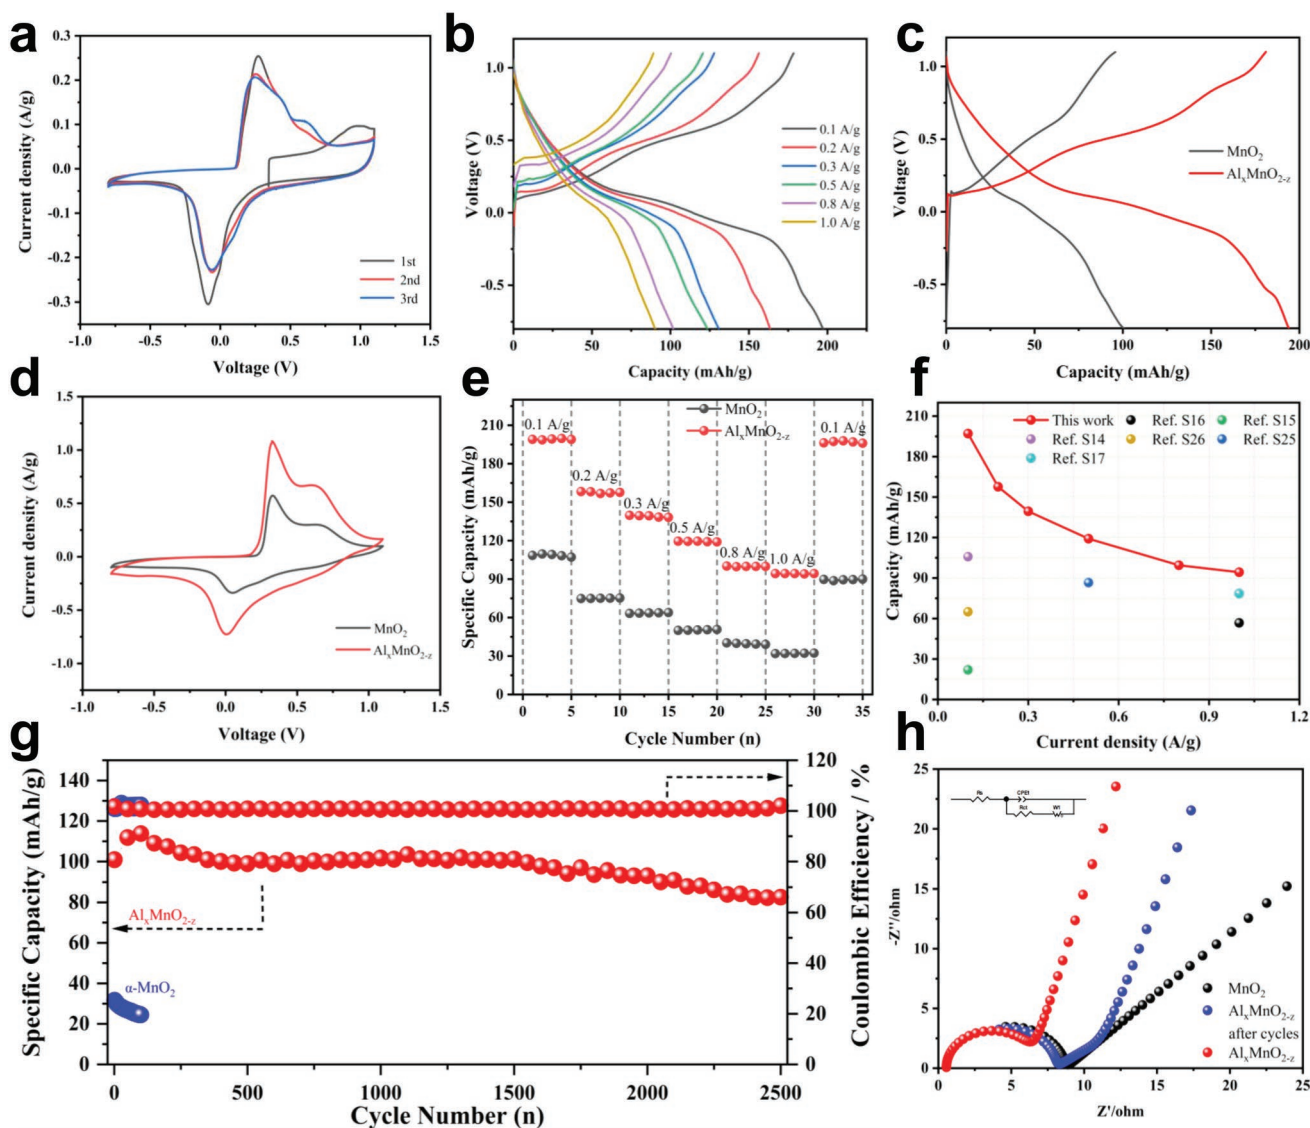 a
0.3
0.2
0.1
0.0
-0.1
-0.2
-0.3
Current density (A/g)
1st
2nd
3rd
-1.0 -0.5 0.0 0.5 1.0 1.5
Voltage (V)
b
1.0
0.5
0.0
-0.5
Voltage (V)
0.1 A/g
0.2 A/g
0.3 A/g
0.5 A/g
0.8 A/g
1.0 A/g
0 50 100 150 200
Capacity (mAh/g)
c
1.0
0.5
0.0
-0.5
Voltage (V)
MnO₂
AlₓMnO₂₋z
0 50 100 150 200
Capacity (mAh/g)
d
1.5
1.0
0.5
0.0
-0.5
-1.0
Current density (A/g)
MnO₂
AlₓMnO₂₋z
-1.0 -0.5 0.0 0.5 1.0 1.5
Voltage (V)
e
210
180
150
120
90
60
30
0
Specific Capacity (mAh/g)
MnO₂
AlₓMnO₂₋z
0.1 A/g
0.2 A/g
0.3 A/g
0.5 A/g
0.8 A/g
1.0 A/g
0.1 A/g
0 5 10 15 20 25 30 35
Cycle Number (n)
f
210
180
150
120
90
60
30
0
Capacity (mAh/g)
This work Ref. S16 Ref. S15
Ref. S14 Ref. S26 Ref. S25
Ref. S17
0.0 0.3 0.6 0.9 1.2
Current density (A/g)
g
140
120
100
80
60
40
20
0
Specific Capacity (mAh/g)
AlₓMnO₂₋z
α-MnO₂
120
100
80
60
40
20
0
Coulombic Efficiency / %
0 500 1000 1500 2000 2500
Cycle Number (n)
h
25
20
15
10
5
0
-Z''/ohm
Rs CPE1
Rct W1
MnO₂
AlₓMnO₂₋z
after cycles
AlₓMnO₂₋z
0 5 10 15 20 25
Z'/ohm